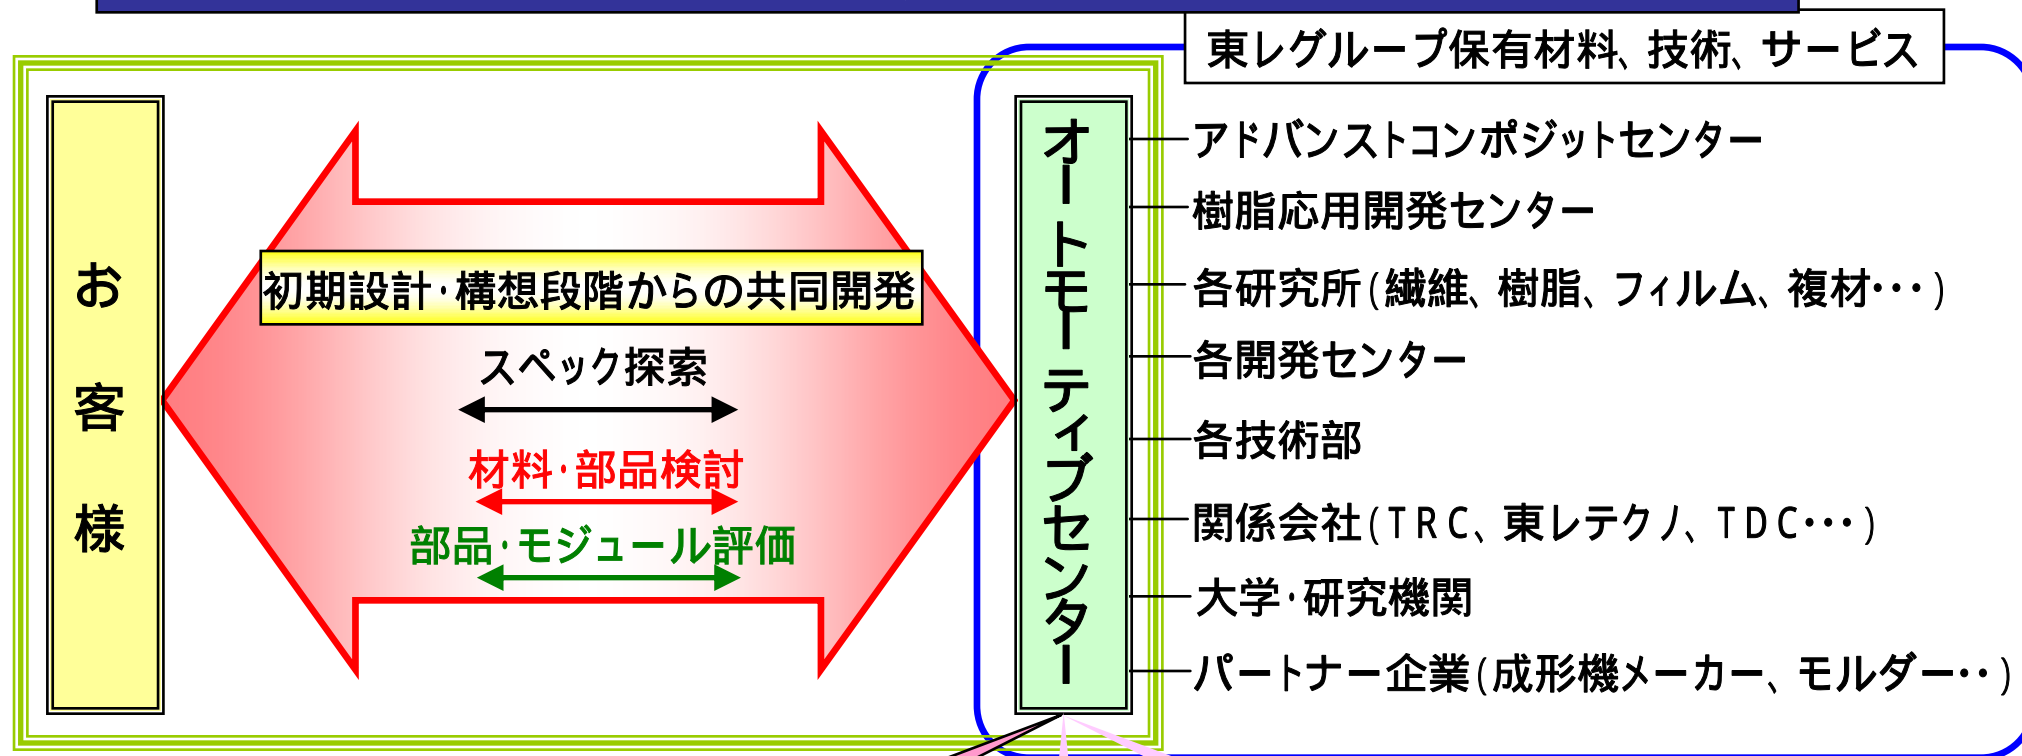 東レグループ保有材料、技術、サービス
お客様
初期設計・構想段階からの共同開発
スペック探索
材料・部品検討
部品・モジュール評価
オートモーティブセンター
アドバンストコンポジットセンター
樹脂応用開発センター
各研究所(繊維、樹脂、フィルム、複材・・・)
各開発センター
各技術部
関係会社(TRC、東レテクノ、TDC・・・)
大学・研究機関
パートナー企業(成形機メーカー、モルダー・・)